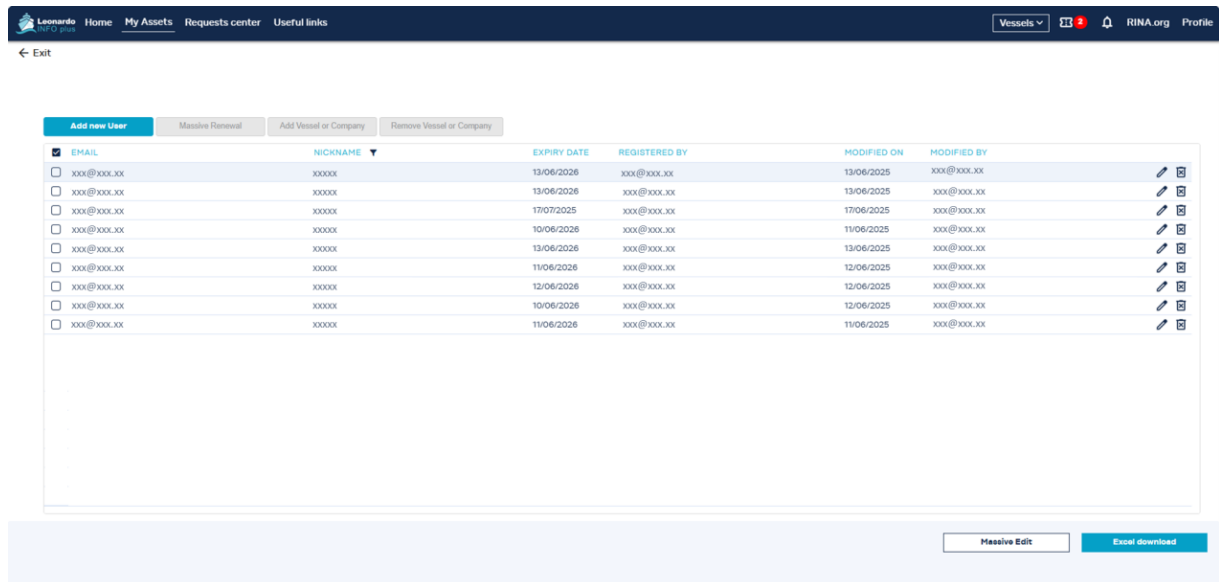 Leonardo INFO plus Home My Assets Requests center Useful links Vessels 2 RINA.org Profile
← Exit
Add new User Massive Renewal Add Vessel or Company Remove Vessel or Company
EMAIL NICKNAME EXPIRY DATE REGISTERED BY MODIFIED ON MODIFIED BY
xxx@xxx.xx xxxxx 13/06/2026 xxx@xxx.xx 13/06/2025 xxx@xxx.xx
xxx@xxx.xx xxxxx 13/06/2026 xxx@xxx.xx 13/06/2025 xxx@xxx.xx
xxx@xxx.xx xxxxx 17/07/2025 xxx@xxx.xx 17/06/2025 xxx@xxx.xx
xxx@xxx.xx xxxxx 10/06/2026 xxx@xxx.xx 11/06/2025 xxx@xxx.xx
xxx@xxx.xx xxxxx 13/06/2026 xxx@xxx.xx 13/06/2025 xxx@xxx.xx
xxx@xxx.xx xxxxx 11/06/2026 xxx@xxx.xx 12/06/2025 xxx@xxx.xx
xxx@xxx.xx xxxxx 12/06/2026 xxx@xxx.xx 12/06/2025 xxx@xxx.xx
xxx@xxx.xx xxxxx 10/06/2026 xxx@xxx.xx 12/06/2025 xxx@xxx.xx
xxx@xxx.xx xxxxx 11/06/2026 xxx@xxx.xx 11/06/2025 xxx@xxx.xx
Massive Edit Excel download